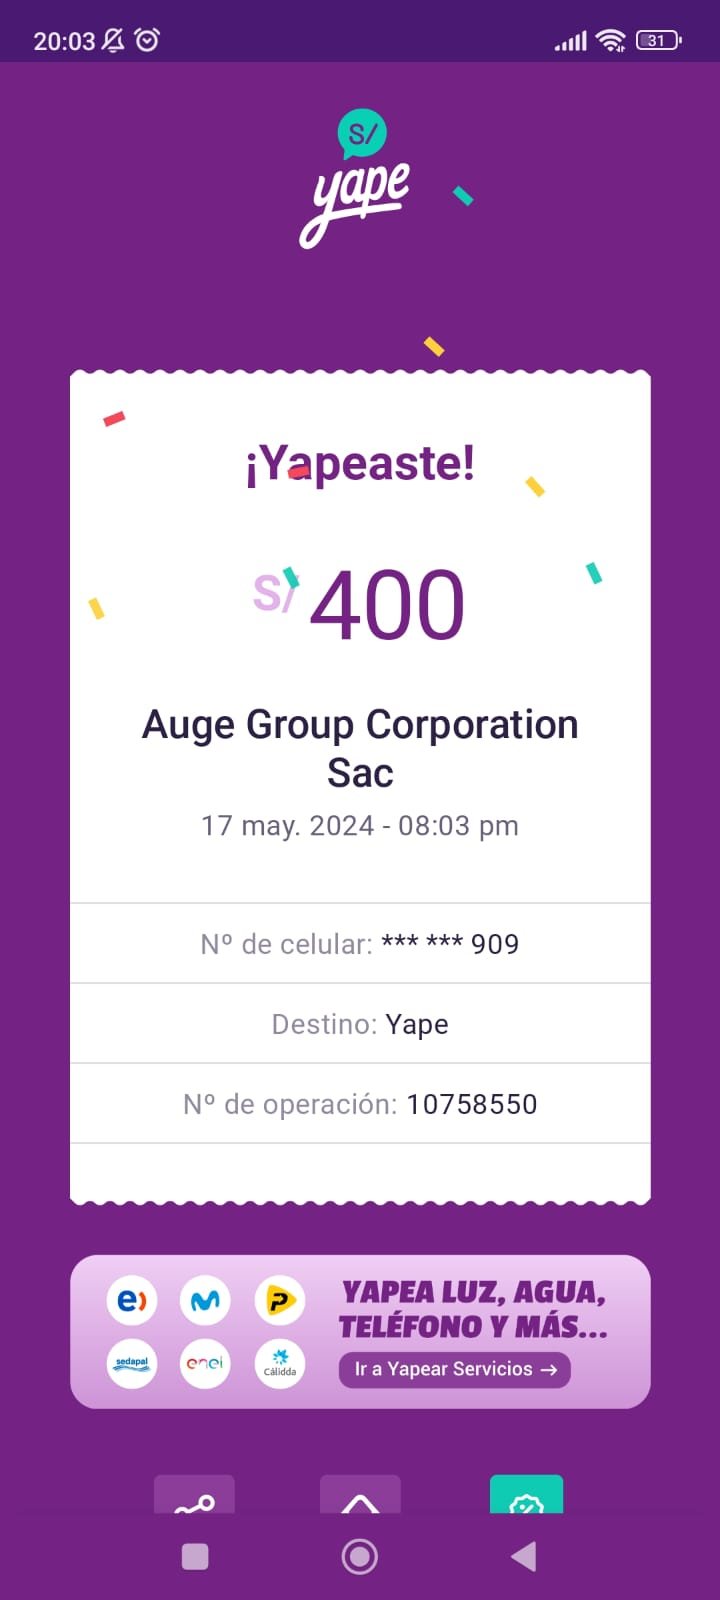 20:03
31
S/
yape
¡Yapeaste!
S/ 400
Auge Group Corporation
Sac
17 may. 2024 - 08:03 pm
Nº de celular: *** *** 909
Destino: Yape
Nº de operación: 10758550
e)
P
YAPEA LUZ, AGUA,
TELÉFONO Y MÁS...
sedapal
enel
Cálidda
Ir a Yapear Servicios →